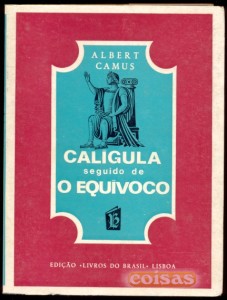 ALBERT
CAMUS
CALÍGULA
seguido de
O EQUÍVOCO
EDIÇÃO «LIVROS DO BRASIL» LISBOA
coisas